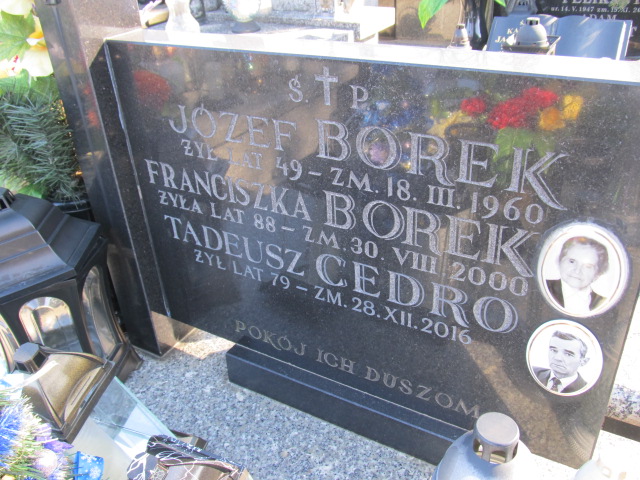 Ś. P
JÓZEF BOREK
ŻYŁ LAT 49 - ZM. 18. III. 1960
FRANCISZKA BOREK
ŻYŁA LAT 88 - ZM. 30. VIII 2000
TADEUSZ CEDRO
ŻYŁ LAT 79 - ZM. 28. XII. 2016
POKÓJ ICH DUSZOM